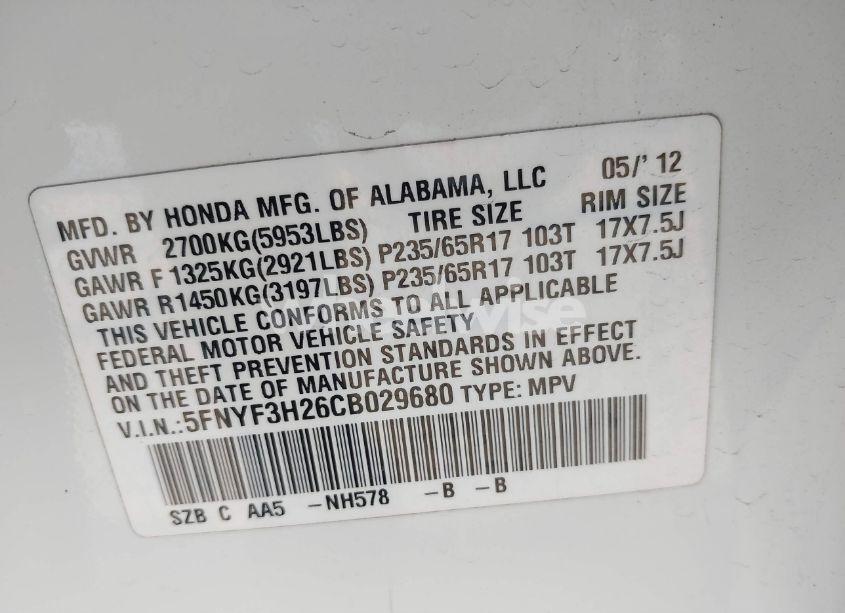 MFD. BY HONDA MFG. OF ALABAMA, LLC 05/' 12
GVWR 2700KG(5953LBS) TIRE SIZE RIM SIZE
GAWR F 1325KG(2921LBS) P235/65R17 103T 17X7.5J
GAWR R1450KG(3197LBS) P235/65R17 103T 17X7.5J
THIS VEHICLE CONFORMS TO ALL APPLICABLE
FEDERAL MOTOR VEHICLE SAFETY
AND THEFT PREVENTION STANDARDS IN EFFECT
ON THE DATE OF MANUFACTURE SHOWN ABOVE.
V.I.N.:5FNYF3H26CB029680 TYPE: MPV
SZB C AA5 -NH578 -B -B